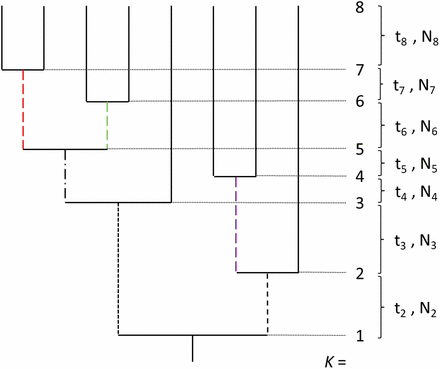 8
t8 , N8
7
t7 , N7
6
t6 , N6
5
t5 , N5
4
t4 , N4
3
t3 , N3
2
t2 , N2
1
K =